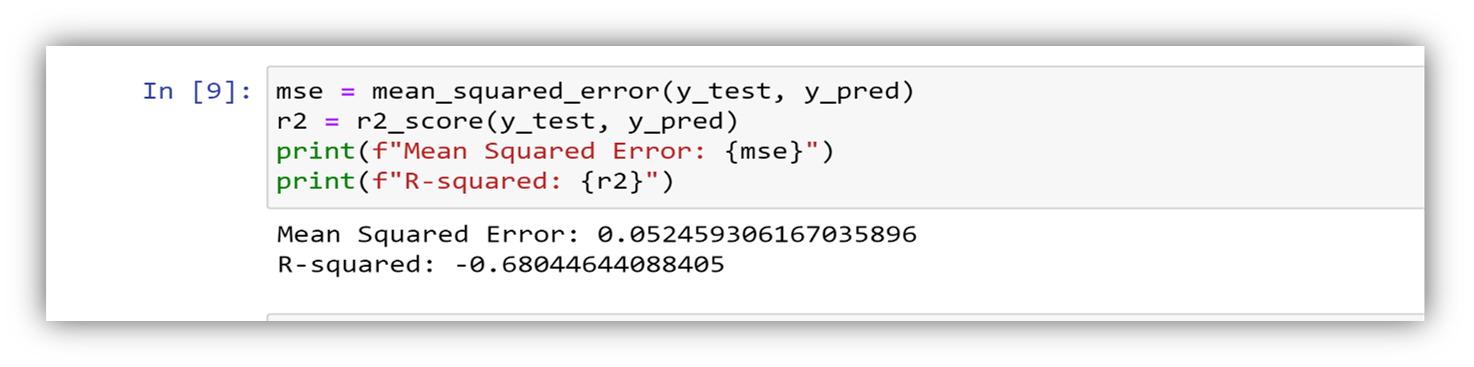 In [9]: mse = mean_squared_error(y_test, y_pred)
r2 = r2_score(y_test, y_pred)
print(f"Mean Squared Error: {mse}")
print(f"R-squared: {r2}")
Mean Squared Error: 0.052459306167035896
R-squared: -0.68044644088405